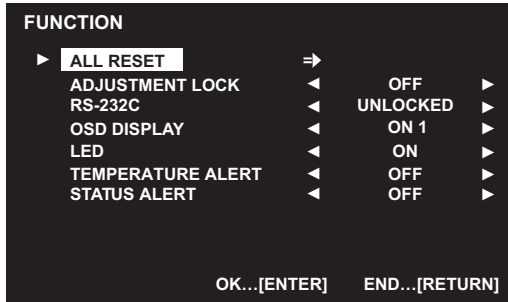 FUNCTION
ALL RESET
ADJUSTMENT LOCK OFF
RS-232C UNLOCKED
OSD DISPLAY ON 1
LED ON
TEMPERATURE ALERT OFF
STATUS ALERT OFF
OK…[ENTER] END…[RETURN]